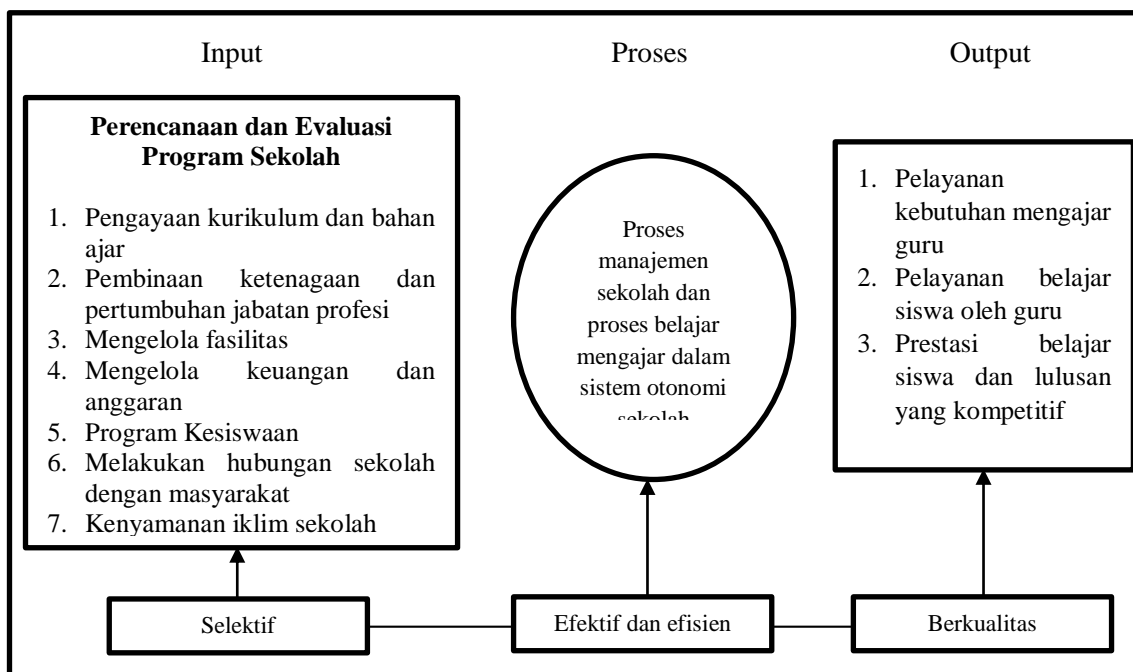 Input
Perencanaan dan Evaluasi
Program Sekolah
1. Pengayaan kurikulum dan bahan
ajar
2. Pembinaan ketenagaan dan
pertumbuhan jabatan profesi
3. Mengelola fasilitas
4. Mengelola keuangan dan
anggaran
5. Program Kesiswaan
6. Melakukan hubungan sekolah
dengan masyarakat
7. Kenyamanan iklim sekolah
Selektif
Proses
Proses
manajemen
sekolah dan
proses belajar
mengajar dalam
sistem otonomi
sekolah
Efektif dan efisien
Output
1. Pelayanan
kebutuhan mengajar
guru
2. Pelayanan belajar
siswa oleh guru
3. Prestasi belajar
siswa dan lulusan
yang kompetitif
Berkualitas